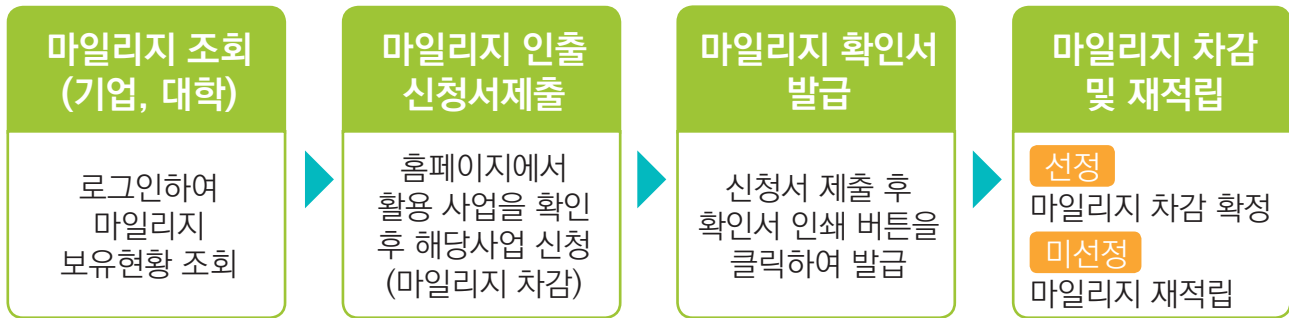 마일리지 조회
(기업, 대학)
로그인하여
마일리지
보유현황 조회
마일리지 인출
신청서제출
홈페이지에서
활용 사업을 확인
후 해당사업 신청
(마일리지 차감)
마일리지 확인서
발급
신청서 제출 후
확인서 인쇄 버튼을
클릭하여 발급
마일리지 차감
및 재적립
선정
마일리지 차감 확정
미선정
마일리지 재적립